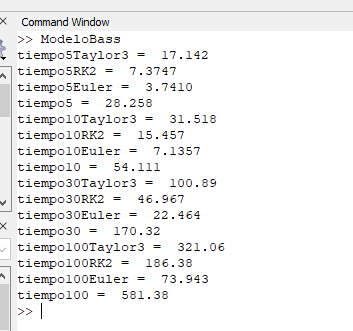 Command Window
>> ModeloBass
tiempo5Taylor3 =  17.142
tiempo5RK2 =  7.3747
tiempo5Euler =  3.7410
tiempo5 =  28.258
tiempo10Taylor3 =  31.518
tiempo10RK2 =  15.457
tiempo10Euler =  7.1357
tiempo10 =  54.111
tiempo30Taylor3 =  100.89
tiempo30RK2 =  46.967
tiempo30Euler =  22.464
tiempo30 =  170.32
tiempo100Taylor3 =  321.06
tiempo100RK2 =  186.38
tiempo100Euler =  73.943
tiempo100 =  581.38
>>